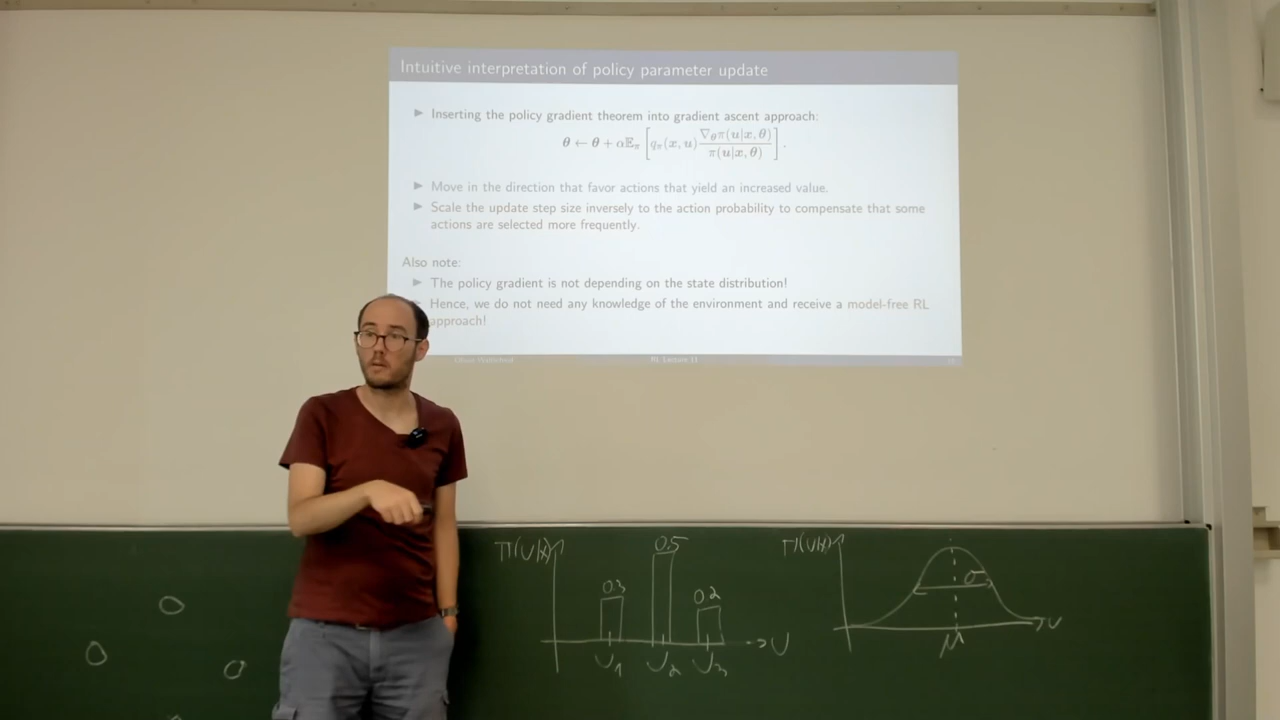 Intuitive interpretation of policy parameter update
▶ Inserting the policy gradient theorem into gradient ascent approach:
θ ← θ + α𝔼π [qπ(x, u) ∇θπ(u|x, θ) / π(u|x, θ)].
▶ Move in the direction that favor actions that yield an increased value.
▶ Scale the update step size inversely to the action probability to compensate that some
actions are selected more frequently.
Also note:
▶ The policy gradient is not depending on the state distribution!
Hence, we do not need any knowledge of the environment and receive a model-free RL
approach!
RL Lecture 11
π(u|x)
0.3
0.5
0.2
u
u1
u2
u3
π(u|x)
σ
u
μ